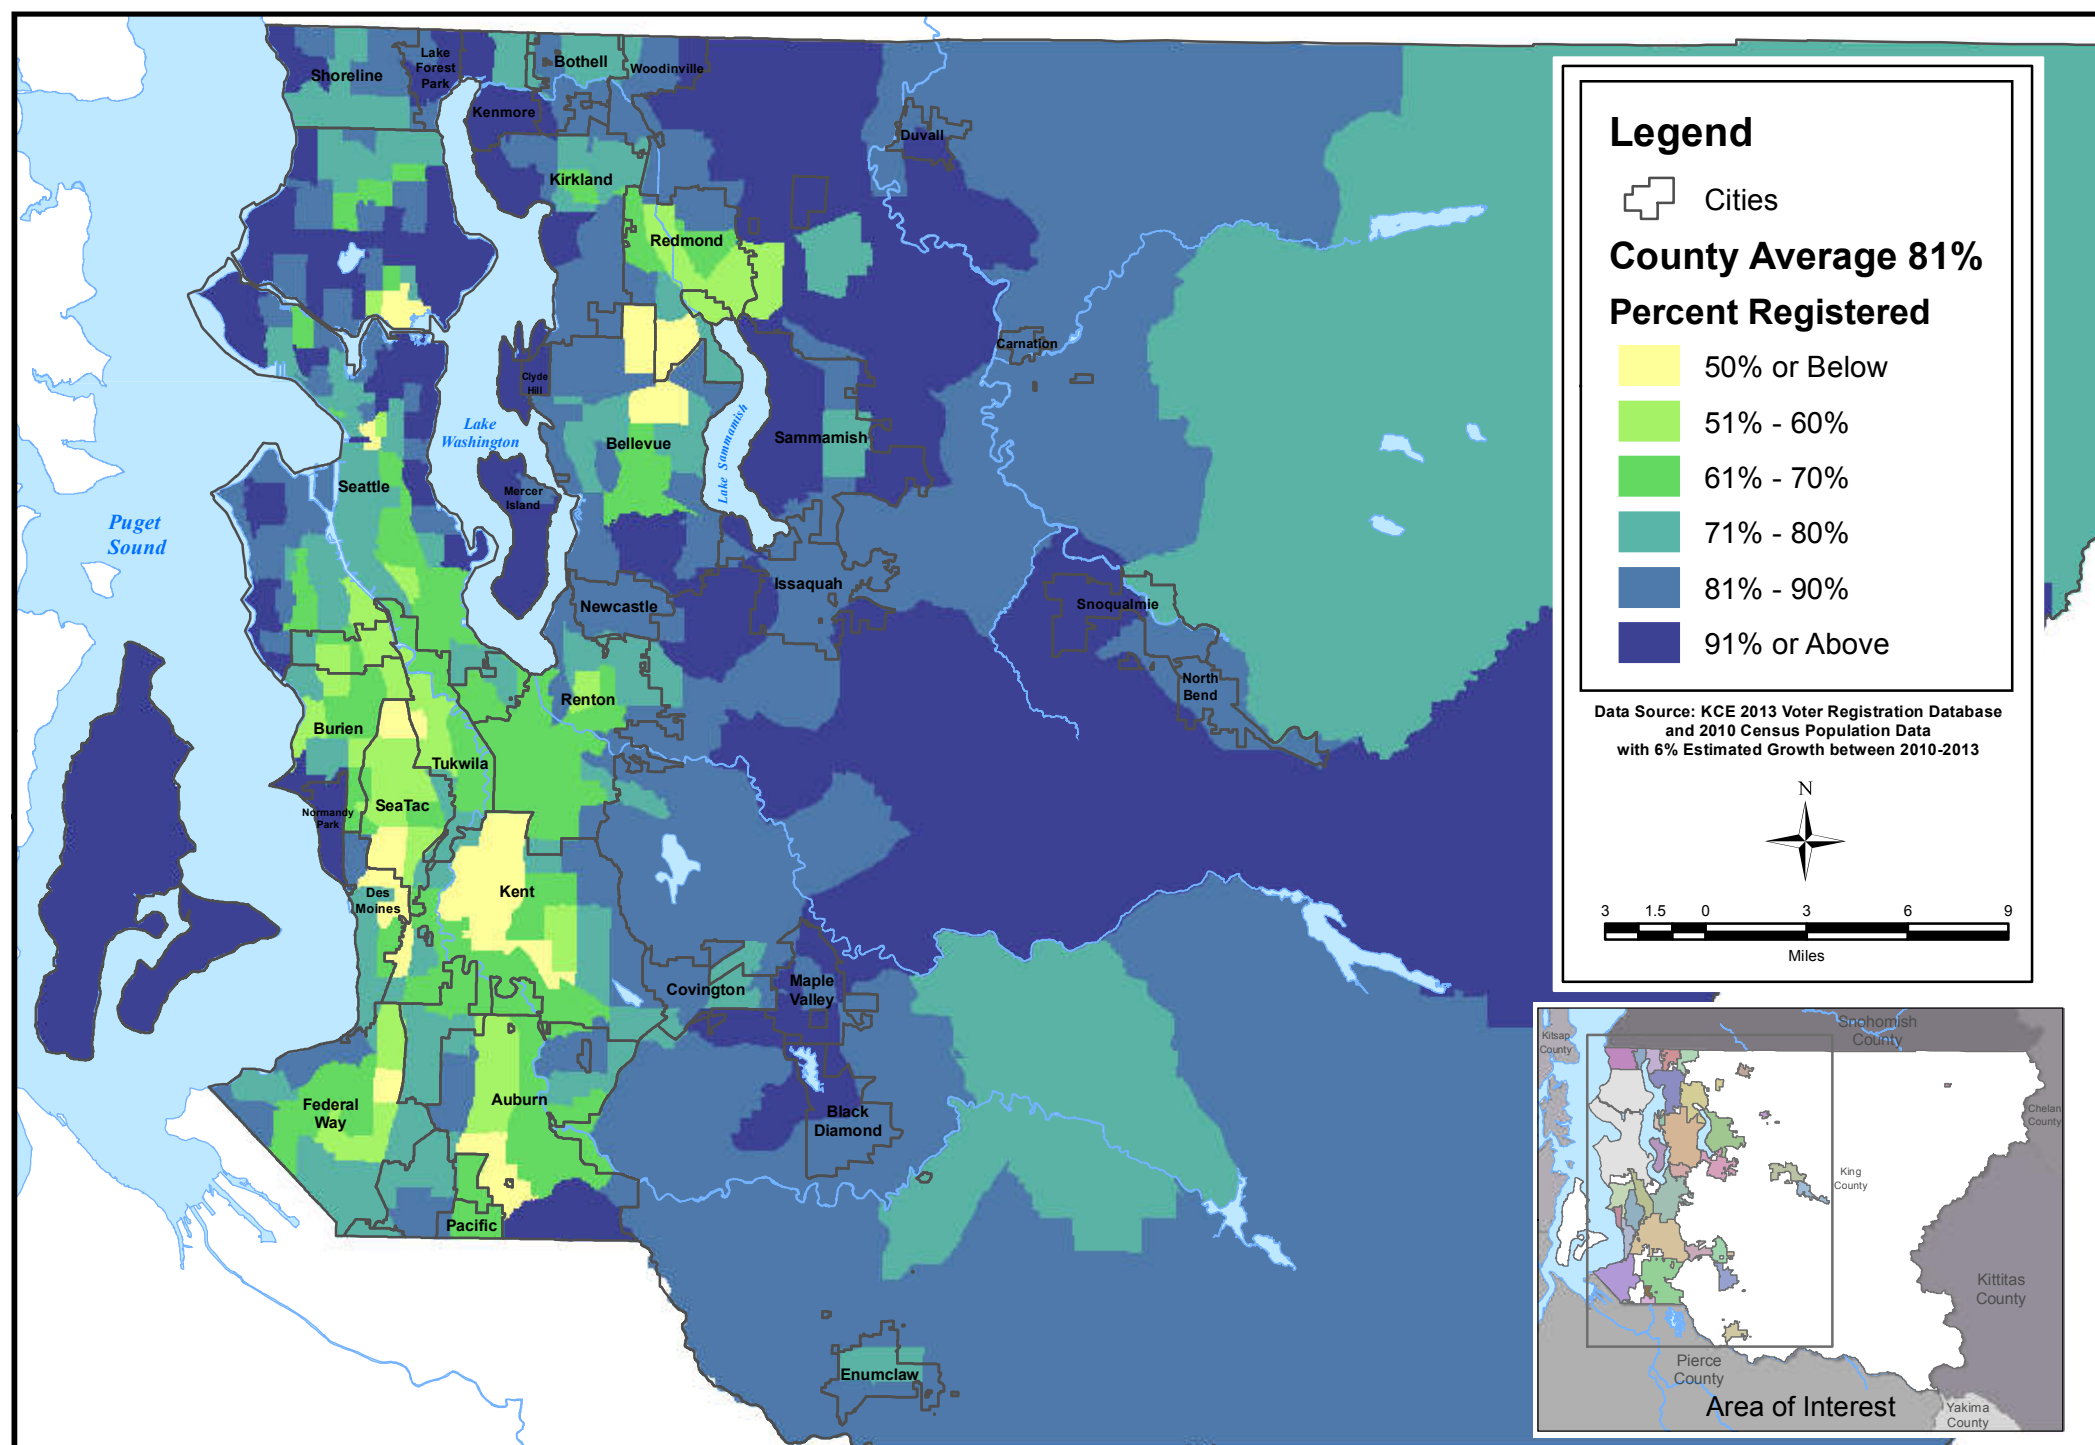 Shoreline
Lake
Forest
Park
Bothell
Woodinville
Kenmore
Duvall
Kirkland
Redmond
Carnation
Clyde
Hill
Lake
Washington
Bellevue
Lake Sammamish
Sammamish
Seattle
Mercer
Island
Puget
Sound
Issaquah
Newcastle
Snoqualmie
North
Bend
Renton
Burien
Tukwila
SeaTac
Normandy
Park
Des
Moines
Kent
Covington
Maple
Valley
Federal
Way
Auburn
Black
Diamond
Pacific
Enumclaw
Legend
Cities
County Average 81%
Percent Registered
50% or Below
51% - 60%
61% - 70%
71% - 80%
81% - 90%
91% or Above
Data Source: KCE 2013 Voter Registration Database
and 2010 Census Population Data
with 6% Estimated Growth between 2010-2013
N
3 1.5 0 3 6 9
Miles
Snohomish
County
Kitsap
County
Chelan
County
King
County
Kittitas
County
Pierce
County
Yakima
County
Area of Interest